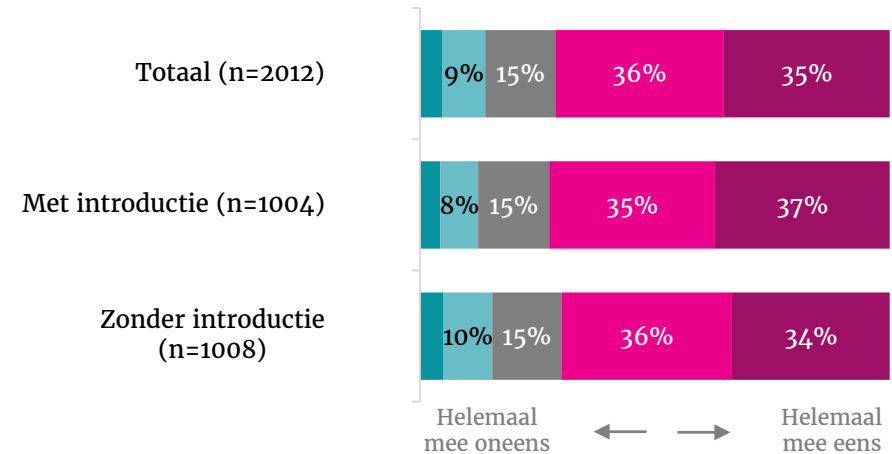 Totaal (n=2012)
9% 15% 36% 35%
Met introductie (n=1004)
8% 15% 35% 37%
Zonder introductie
(n=1008)
10% 15% 36% 34%
Helemaal
mee oneens
Helemaal
mee eens